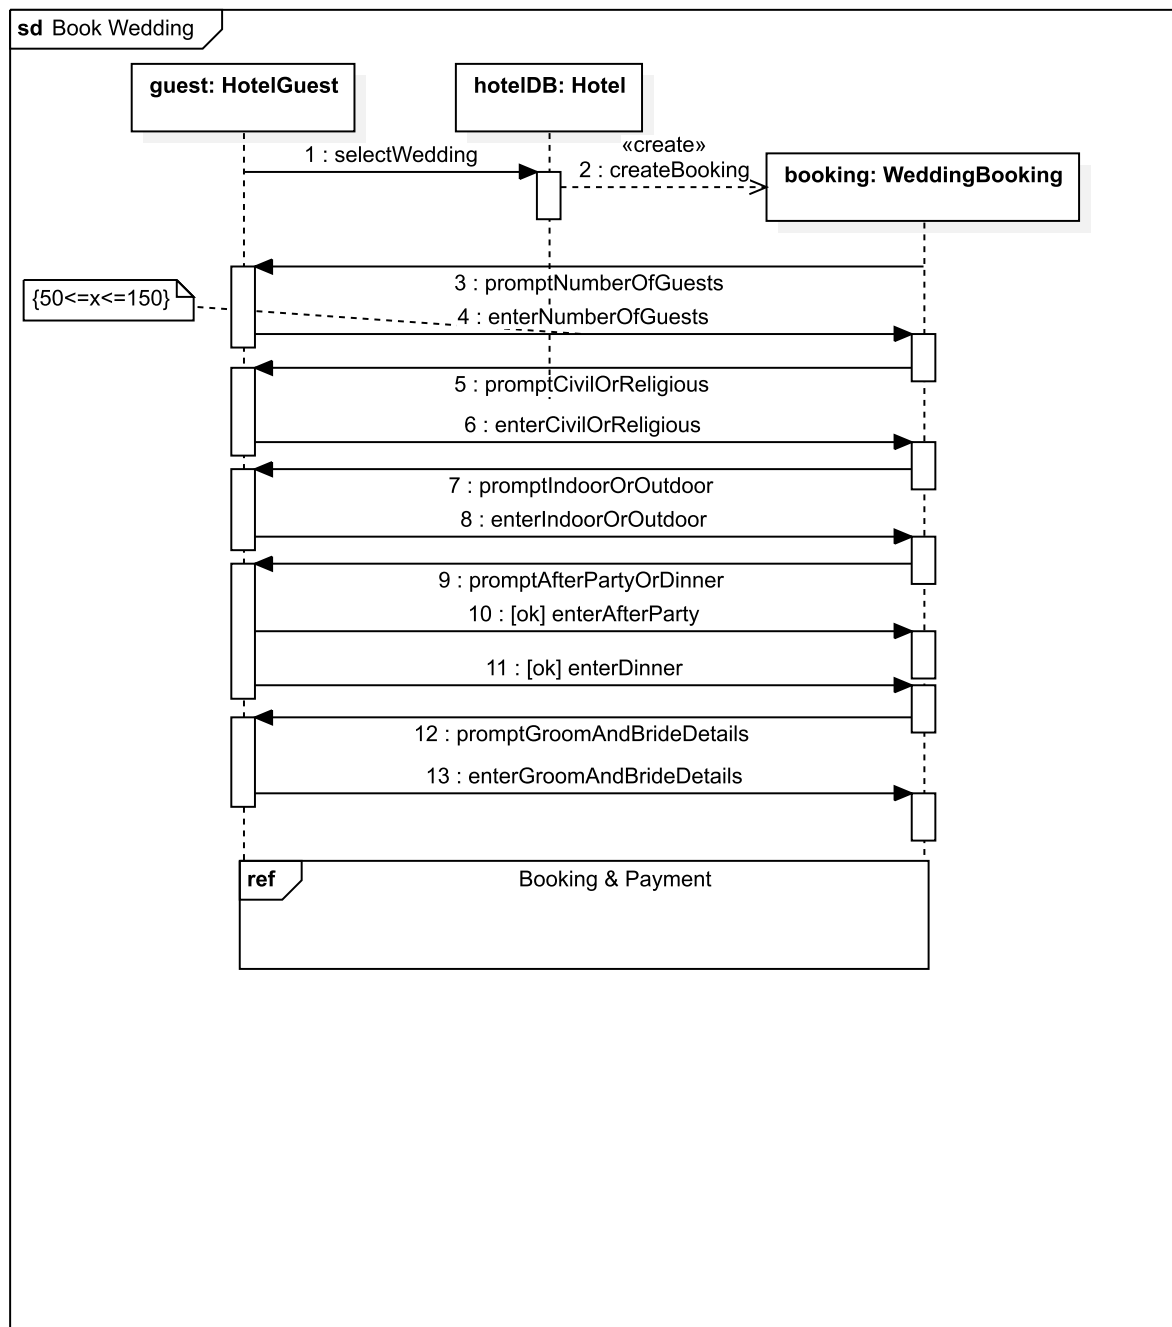 sd Book Wedding
guest: HotelGuest
hotelDB: Hotel
«create»
1 : selectWedding
2 : createBooking
booking: WeddingBooking
3 : promptNumberOfGuests
{50<=x<=150}
4 : enterNumberOfGuests
5 : promptCivilOrReligious
6 : enterCivilOrReligious
7 : promptIndoorOrOutdoor
8 : enterIndoorOrOutdoor
9 : promptAfterPartyOrDinner
10 : [ok] enterAfterParty
11 : [ok] enterDinner
12 : promptGroomAndBrideDetails
13 : enterGroomAndBrideDetails
ref
Booking & Payment